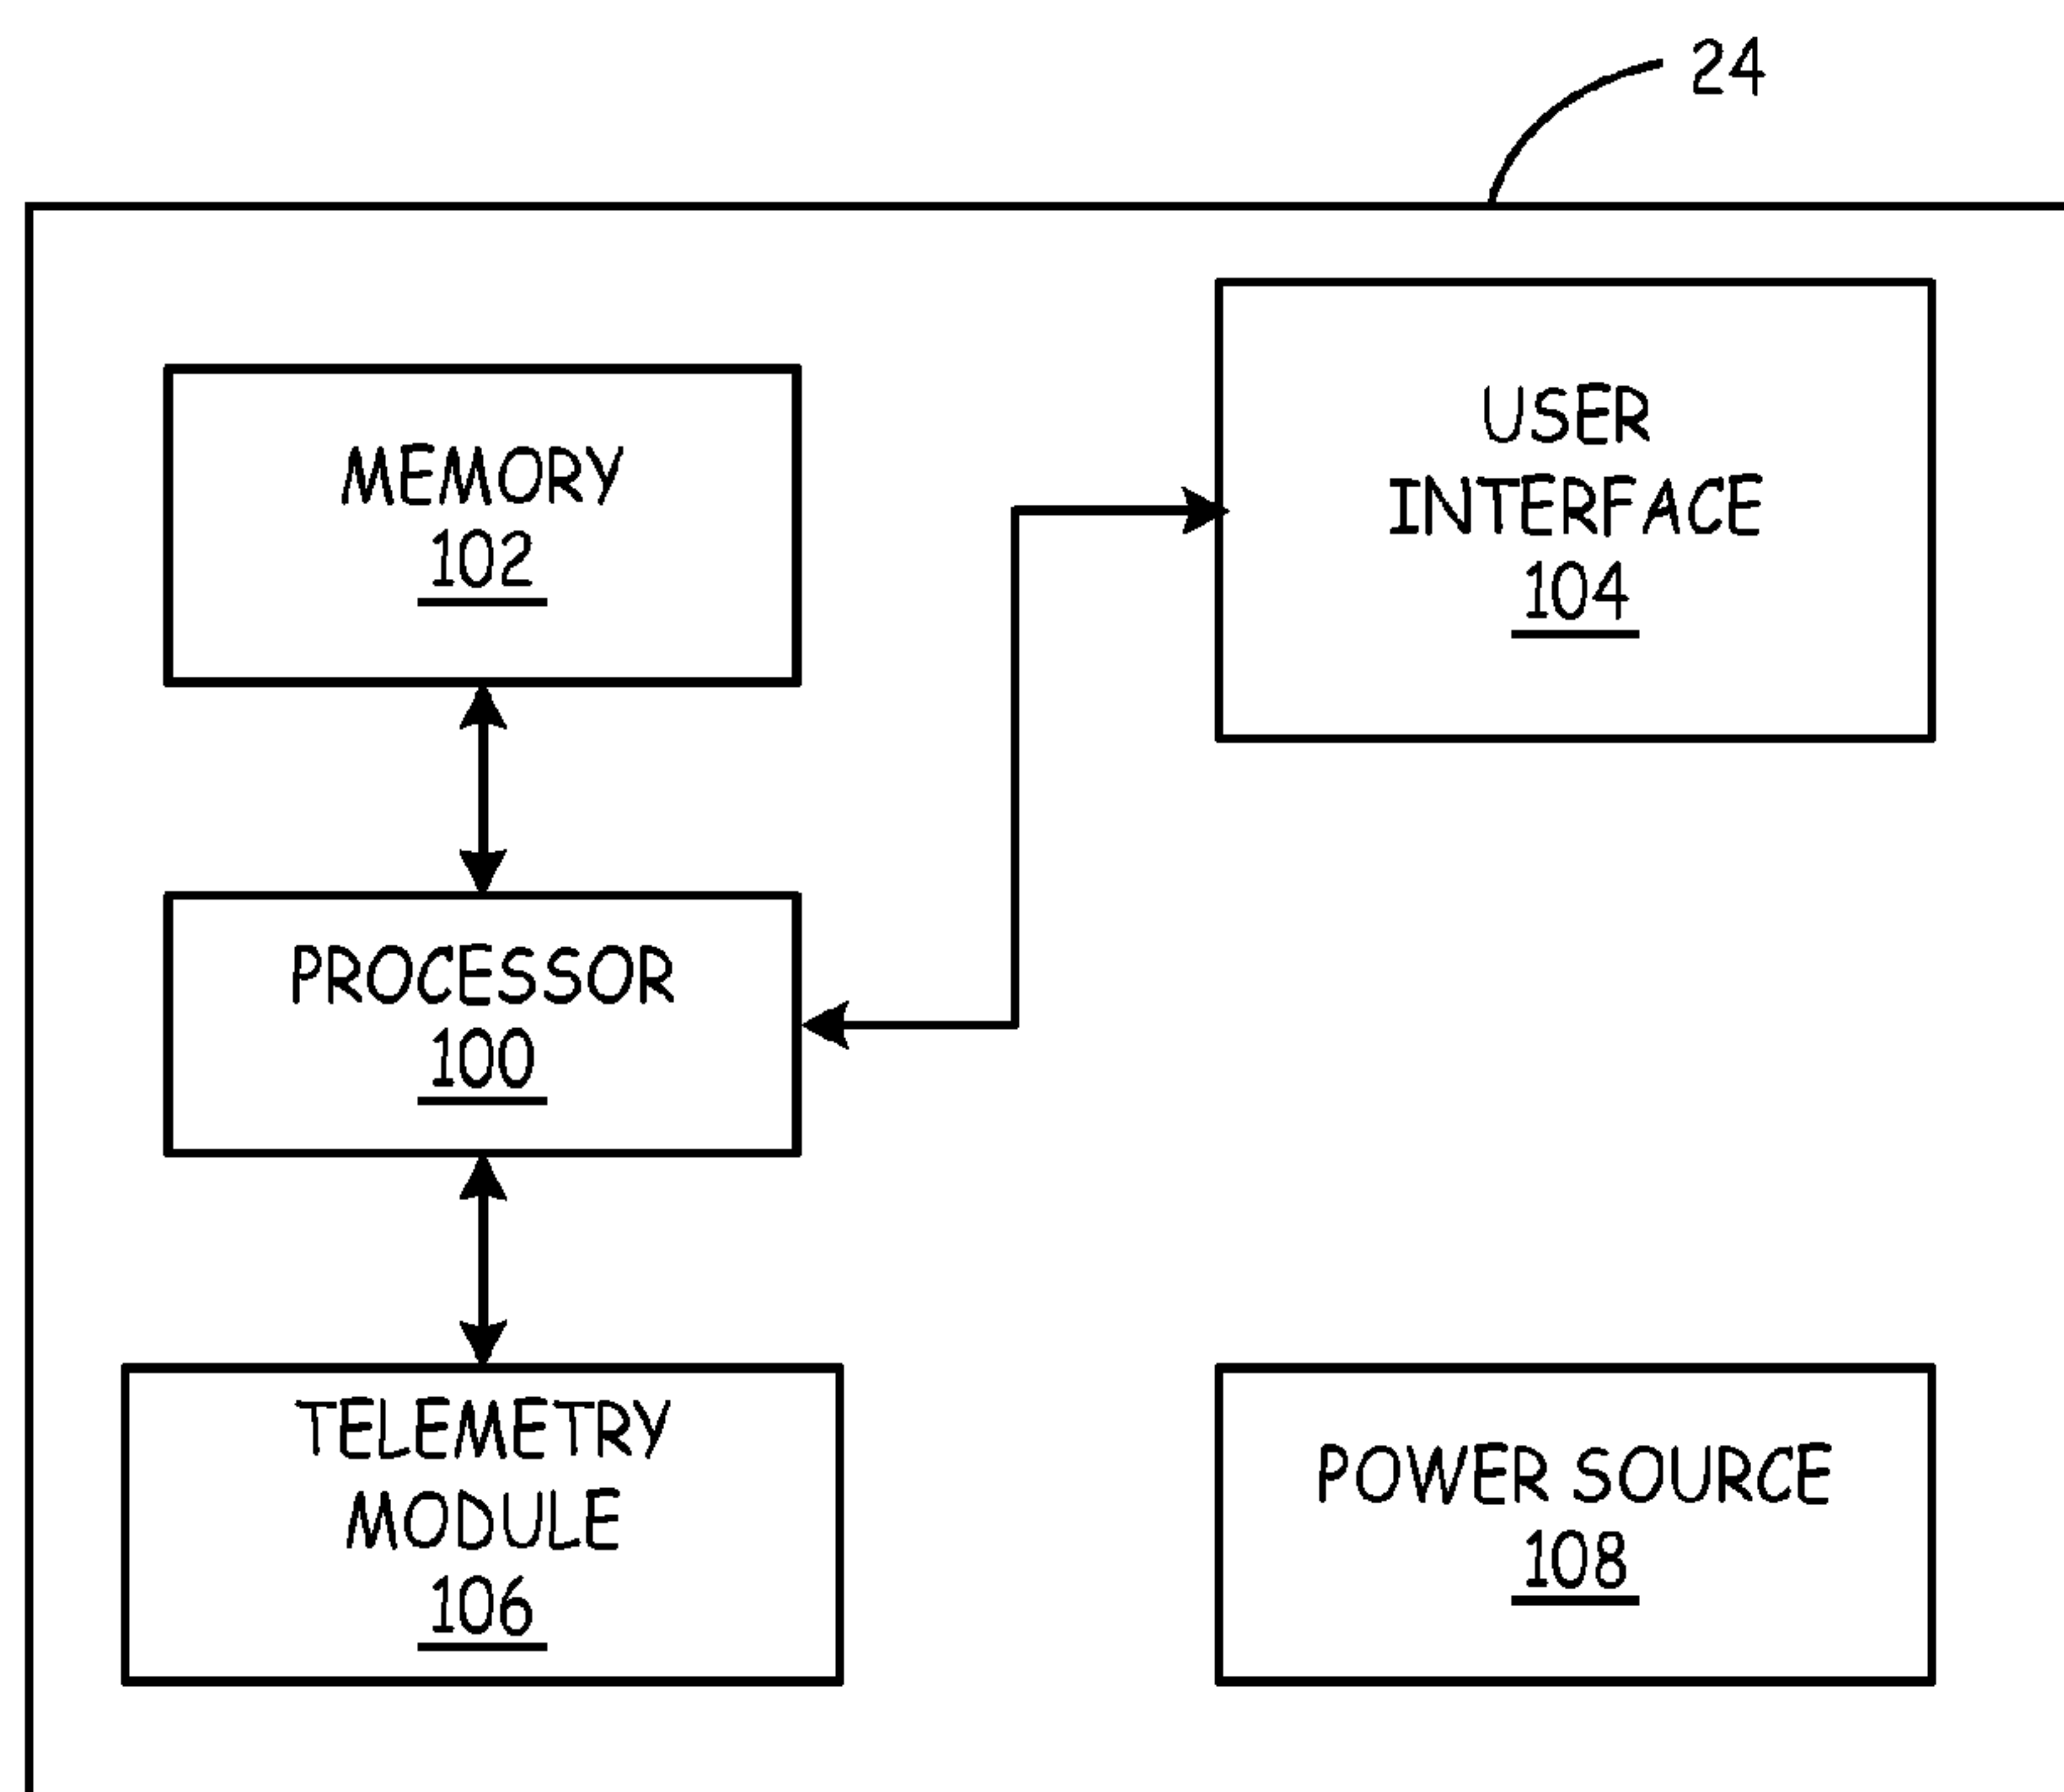 24
MEMORY
102
USER
INTERFACE
104
PROCESSOR
100
TELEMETRY
MODULE
106
POWER SOURCE
108